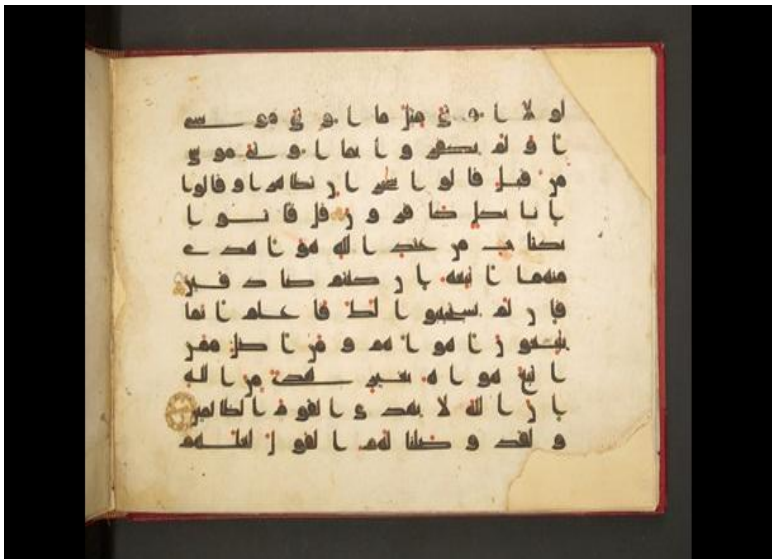 لولا اوتى مثل ما اوتى موسى
اولم يكفروا بما اوتى موسى
من قبل قالوا سحرن تظهرا وقالوا
انا بكل كفرون قل فاتوا
بكتب من عند الله هو اهدى
منهما اتبعه ان كنتم صدقين
فان لم يستجيبوا لك فاعلم انما
يتبعون اهواهم ومن اضل ممن
اتبع هواه بغير هدى من الله
ان الله لا يهدى القوم الظلمين
ولقد وصلنا لهم القول لعلهم